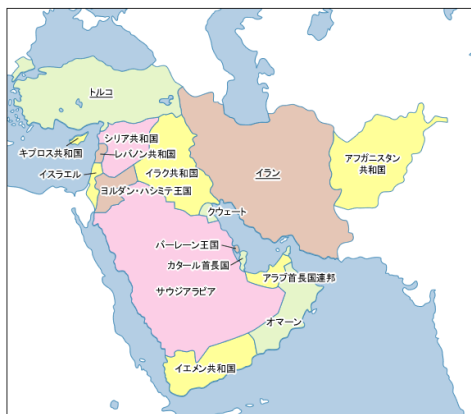 トルコ
シリア共和国
キプロス共和国
レバノン共和国
イスラエル
イラク共和国
イラン
アフガニスタン
共和国
ヨルダン・ハシミテ王国
クウェート
バーレーン王国
カタール首長国
アラブ首長国連邦
サウジアラビア
オマーン
イエメン共和国